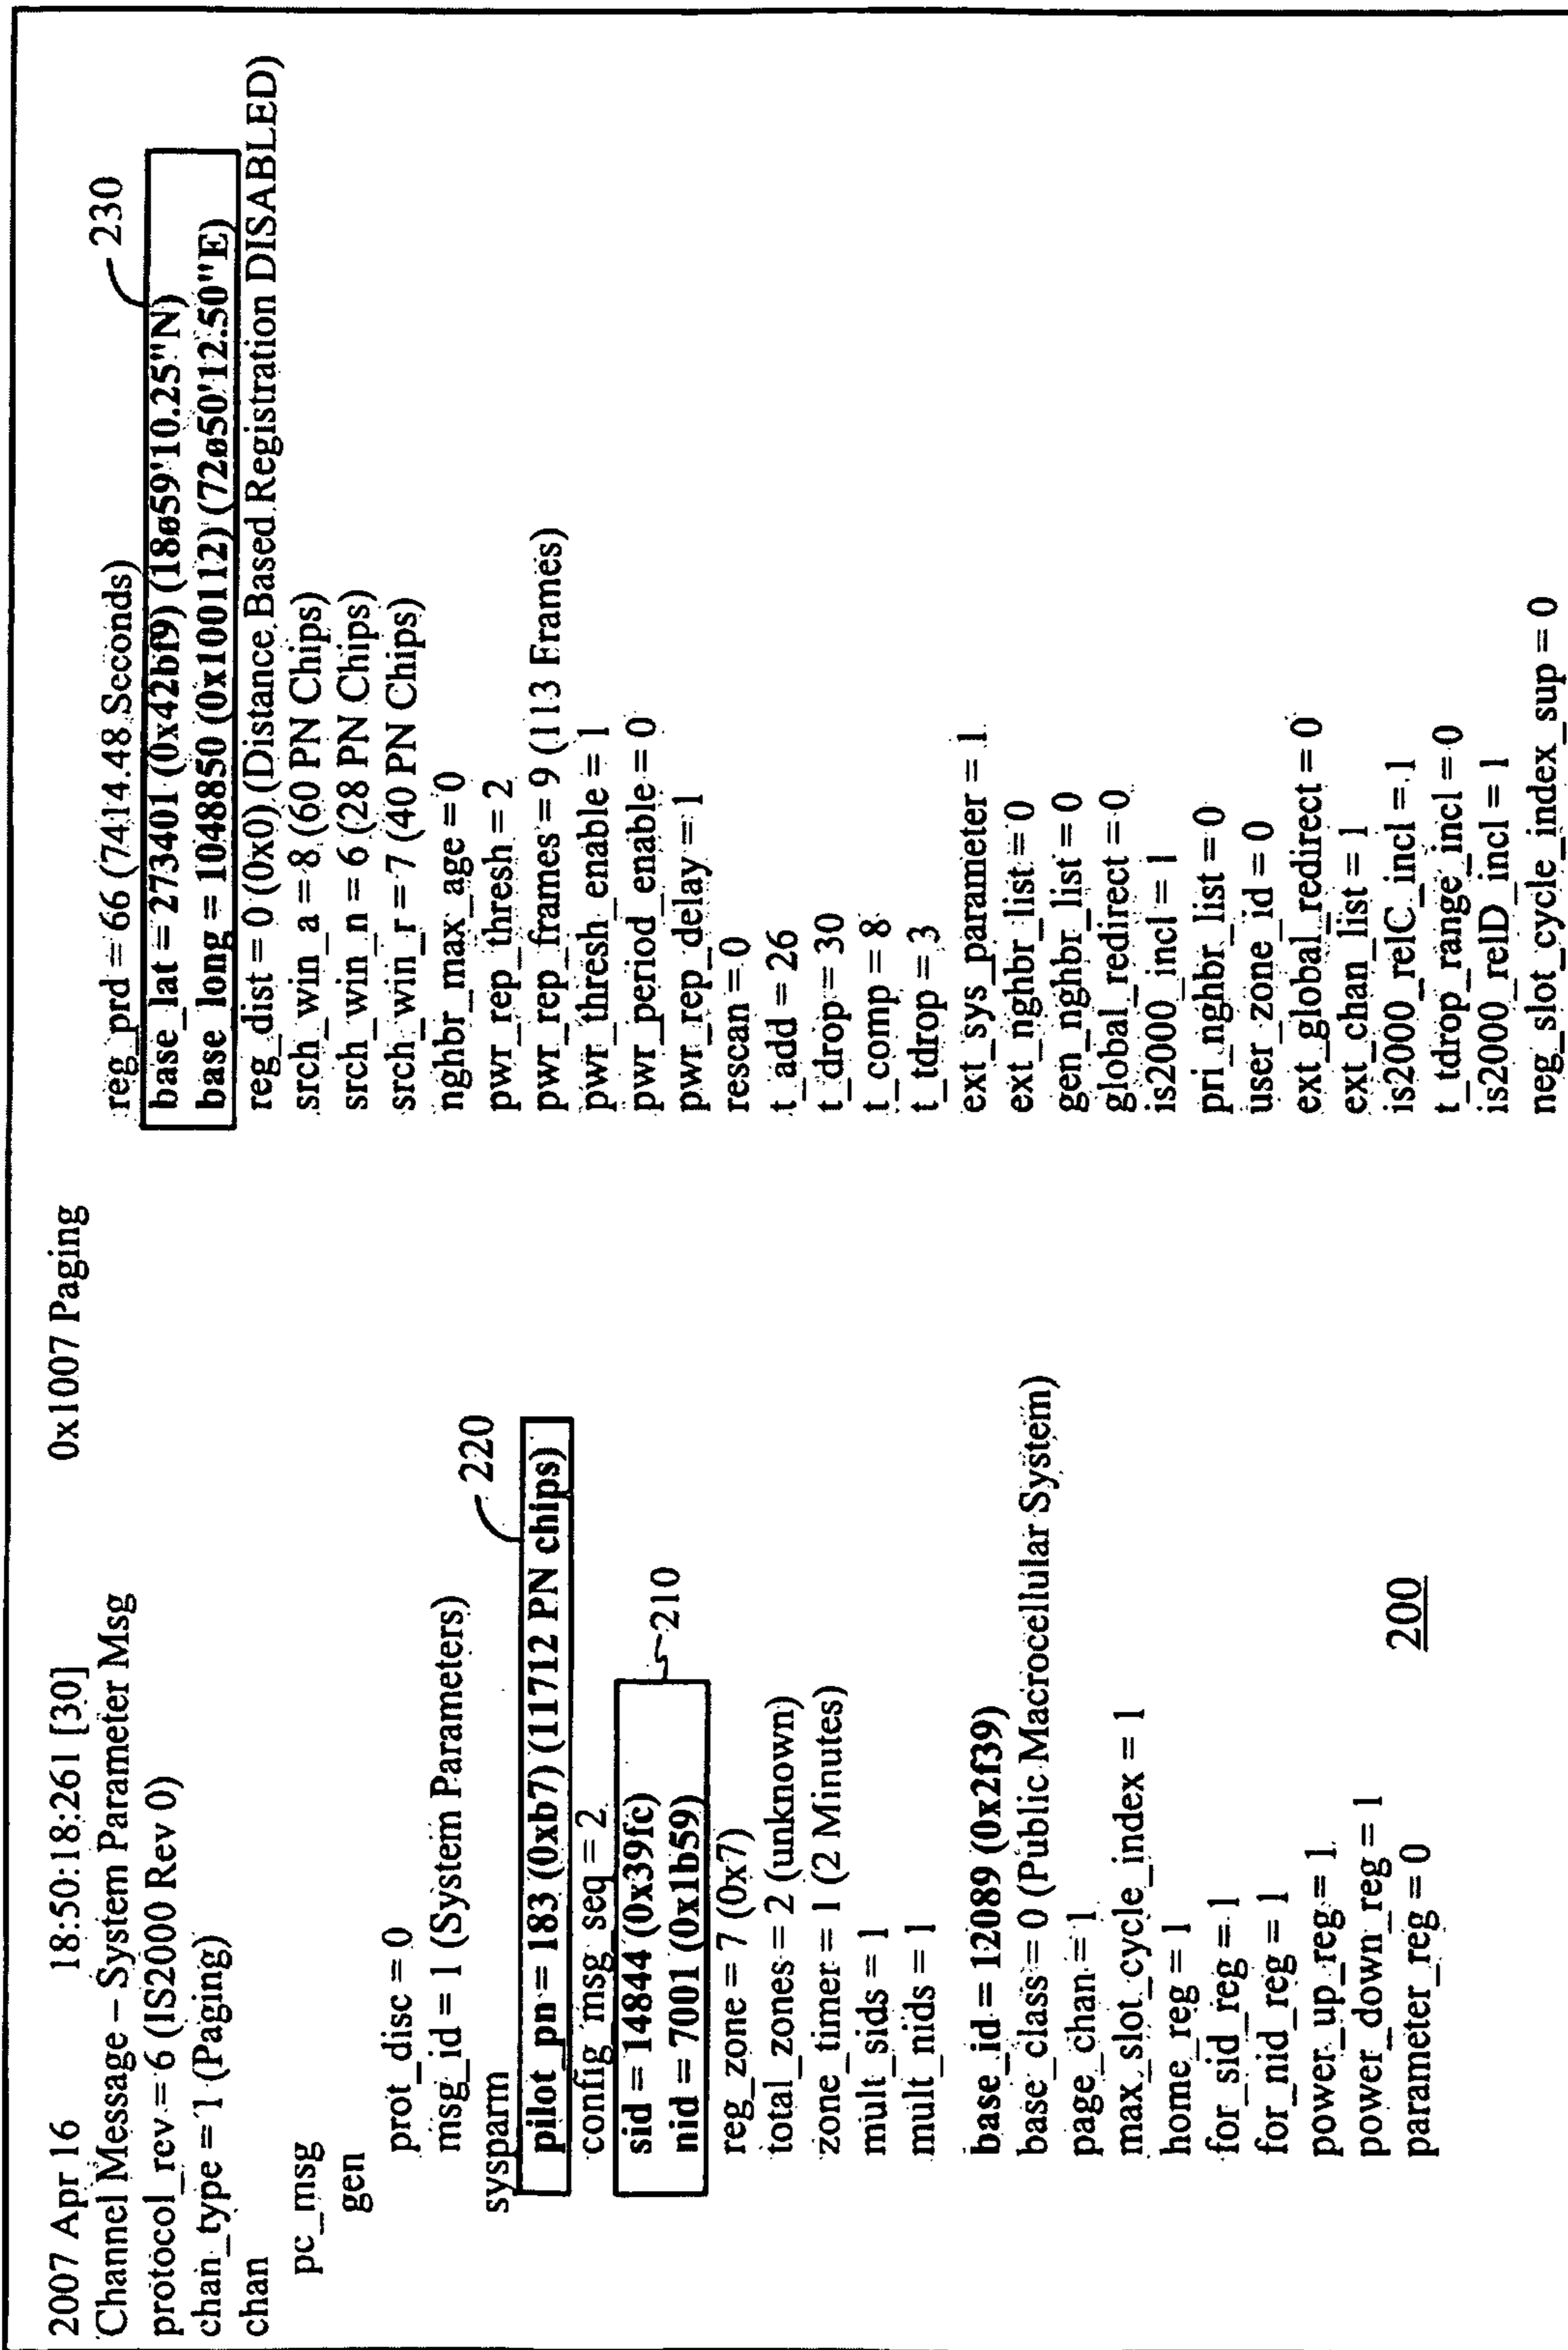 2007 Apr 16 18:50:18:261 [30] 0x1007 Paging
Channel Message – System Parameter Msg
protocol_rev = 6 (IS2000 Rev 0)
chan_type = 1 (Paging)
chan
pc_msg
gen
prot_disc = 0
msg_id = 1 (System Parameters)
sysparm
220
pilot_pn = 183 (0xb7) (11712 PN chips)
config_msg_seq = 2
sid = 14844 (0x39fc)
nid = 7001 (0x1b59)
210
reg_zone = 7 (0x7)
total_zones = 2 (unknown)
zone_timer = 1 (2 Minutes)
mult_sids = 1
mult_nids = 1
base_id = 12089 (0x2f39)
base_class = 0 (Public Macrocellular System)
page_chan = 1
max_slot_cycle_index = 1
home_reg = 1
for_sid_reg = 1
for_nid_reg = 1
power_up_reg = 1
power_down_reg = 1
parameter_reg = 0
200
reg_prd = 66 (7414.48 Seconds)
230
base_lat = 273401 (0x42bf9) (18ø59'10.25"N)
base_long = 1048850 (0x100112) (72ø50'12.50"E)
reg_dist = 0 (0x0) (Distance Based Registration DISABLED)
srch_win_a = 8 (60 PN Chips)
srch_win_n = 6 (28 PN Chips)
srch_win_r = 7 (40 PN Chips)
nghbr_max_age = 0
pwr_rep_thresh = 2
pwr_rep_frames = 9 (113 Frames)
pwr_thresh_enable = 1
pwr_period_enable = 0
pwr_rep_delay = 1
rescan = 0
t_add = 26
t_drop = 30
t_comp = 8
t_tdrop = 3
ext_sys_parameter = 1
ext_nghbr_list = 0
gen_nghbr_list = 0
global_redirect = 0
is2000_incl = 1
pri_nghbr_list = 0
user_zone_id = 0
ext_global_redirect = 0
ext_chan_list = 1
is2000_relC_incl = 1
t_tdrop_range_incl = 0
is2000_relD_incl = 1
neg_slot_cycle_index_sup = 0